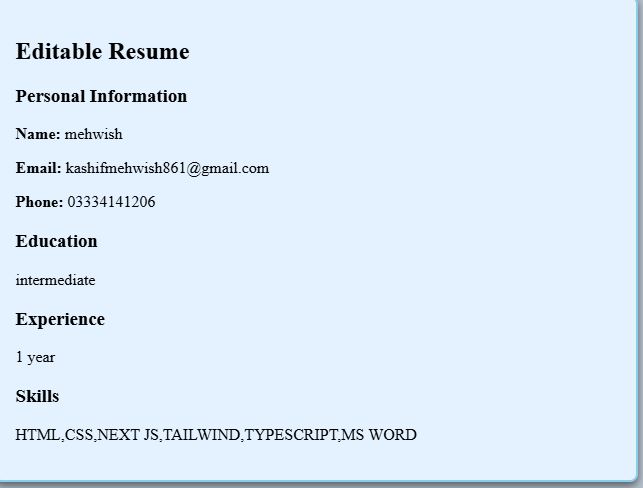 Editable Resume
Personal Information
Name: mehwish
Email: kashifmehwish861@gmail.com
Phone: 03334141206
Education
intermediate
Experience
1 year
Skills
HTML,CSS,NEXT JS,TAILWIND,TYPESCRIPT,MS WORD